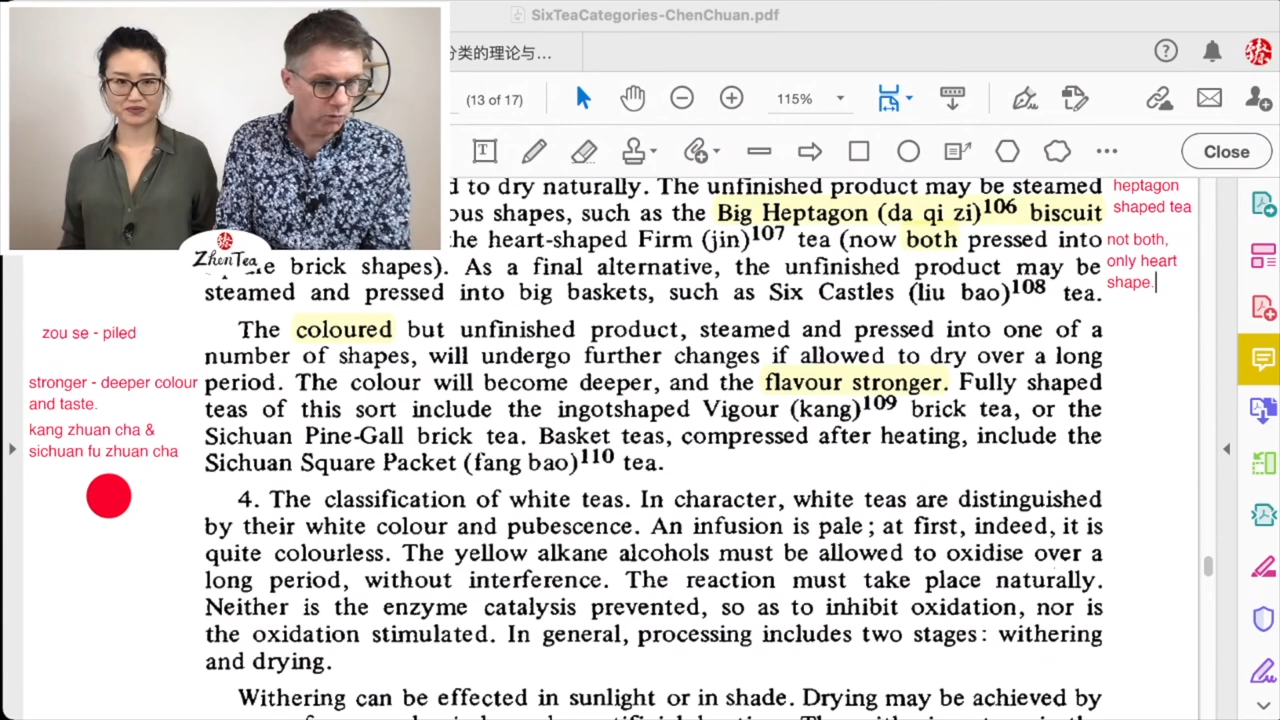 SixTeaCategories-ChenChuan.pdf
分类的理论与...
(13 of 17)
115%
T
Close
ZhenTea
d to dry naturally. The unfinished product may be steamed
ous shapes, such as the Big Heptagon (da qi zi)106 biscuit
the heart-shaped Firm (jin)107 tea (now both pressed into
e brick shapes). As a final alternative, the unfinished product may be
steamed and pressed into big baskets, such as Six Castles (liu bao)108 tea.
heptagon
shaped tea
not both,
only heart
shape.
The coloured but unfinished product, steamed and pressed into one of a
number of shapes, will undergo further changes if allowed to dry over a long
period. The colour will become deeper, and the flavour stronger. Fully shaped
teas of this sort include the ingotshaped Vigour (kang)109 brick tea, or the
Sichuan Pine-Gall brick tea. Basket teas, compressed after heating, include the
Sichuan Square Packet (fang bao)110 tea.
zou se - piled
stronger - deeper colour
and taste.
kang zhuan cha &
sichuan fu zhuan cha
4. The classification of white teas. In character, white teas are distinguished
by their white colour and pubescence. An infusion is pale; at first, indeed, it is
quite colourless. The yellow alkane alcohols must be allowed to oxidise over a
long period, without interference. The reaction must take place naturally.
Neither is the enzyme catalysis prevented, so as to inhibit oxidation, nor is
the oxidation stimulated. In general, processing includes two stages: withering
and drying.
Withering can be effected in sunlight or in shade. Drying may be achieved by